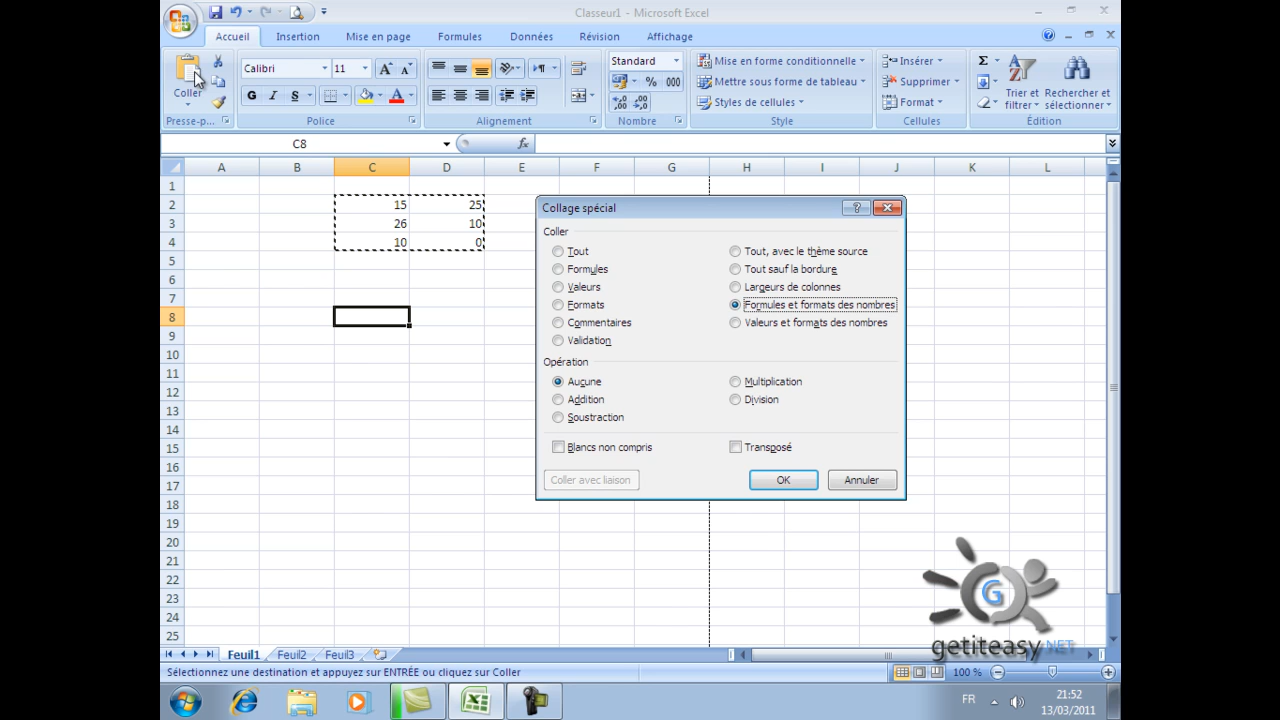 Classeur1 - Microsoft Excel
Accueil Insertion Mise en page Formules Données Révision Affichage
Coller
Calibri 11
Standard
Mise en forme conditionnelle
Mettre sous forme de tableau
Styles de cellules
Insérer
Supprimer
Format
Σ
Trier et filtrer
Rechercher et sélectionner
G I S A A A
% 000
Presse-p... Police Alignement Nombre Style Cellules Édition
C8 fx
A B C D E F G H I J K L
1
2 15 25
3 26 10
4 10 0
5
6
7
8
9
10
11
12
13
14
15
16
17
18
19
20
21
22
23
24
25
Collage spécial ?
Coller
Tout Tout, avec le thème source
Formules Tout sauf la bordure
Valeurs Largeurs de colonnes
Formats Formules et formats des nombres
Commentaires Valeurs et formats des nombres
Validation
Opération
Aucune Multiplication
Addition Division
Soustraction
Blancs non compris Transposé
Coller avec liaison OK Annuler
G
getiteasy.NET
Feuil1 Feuil2 Feuil3
Sélectionnez une destination et appuyez sur ENTRÉE ou cliquez sur Coller 100 %
FR 21:52
13/03/2011